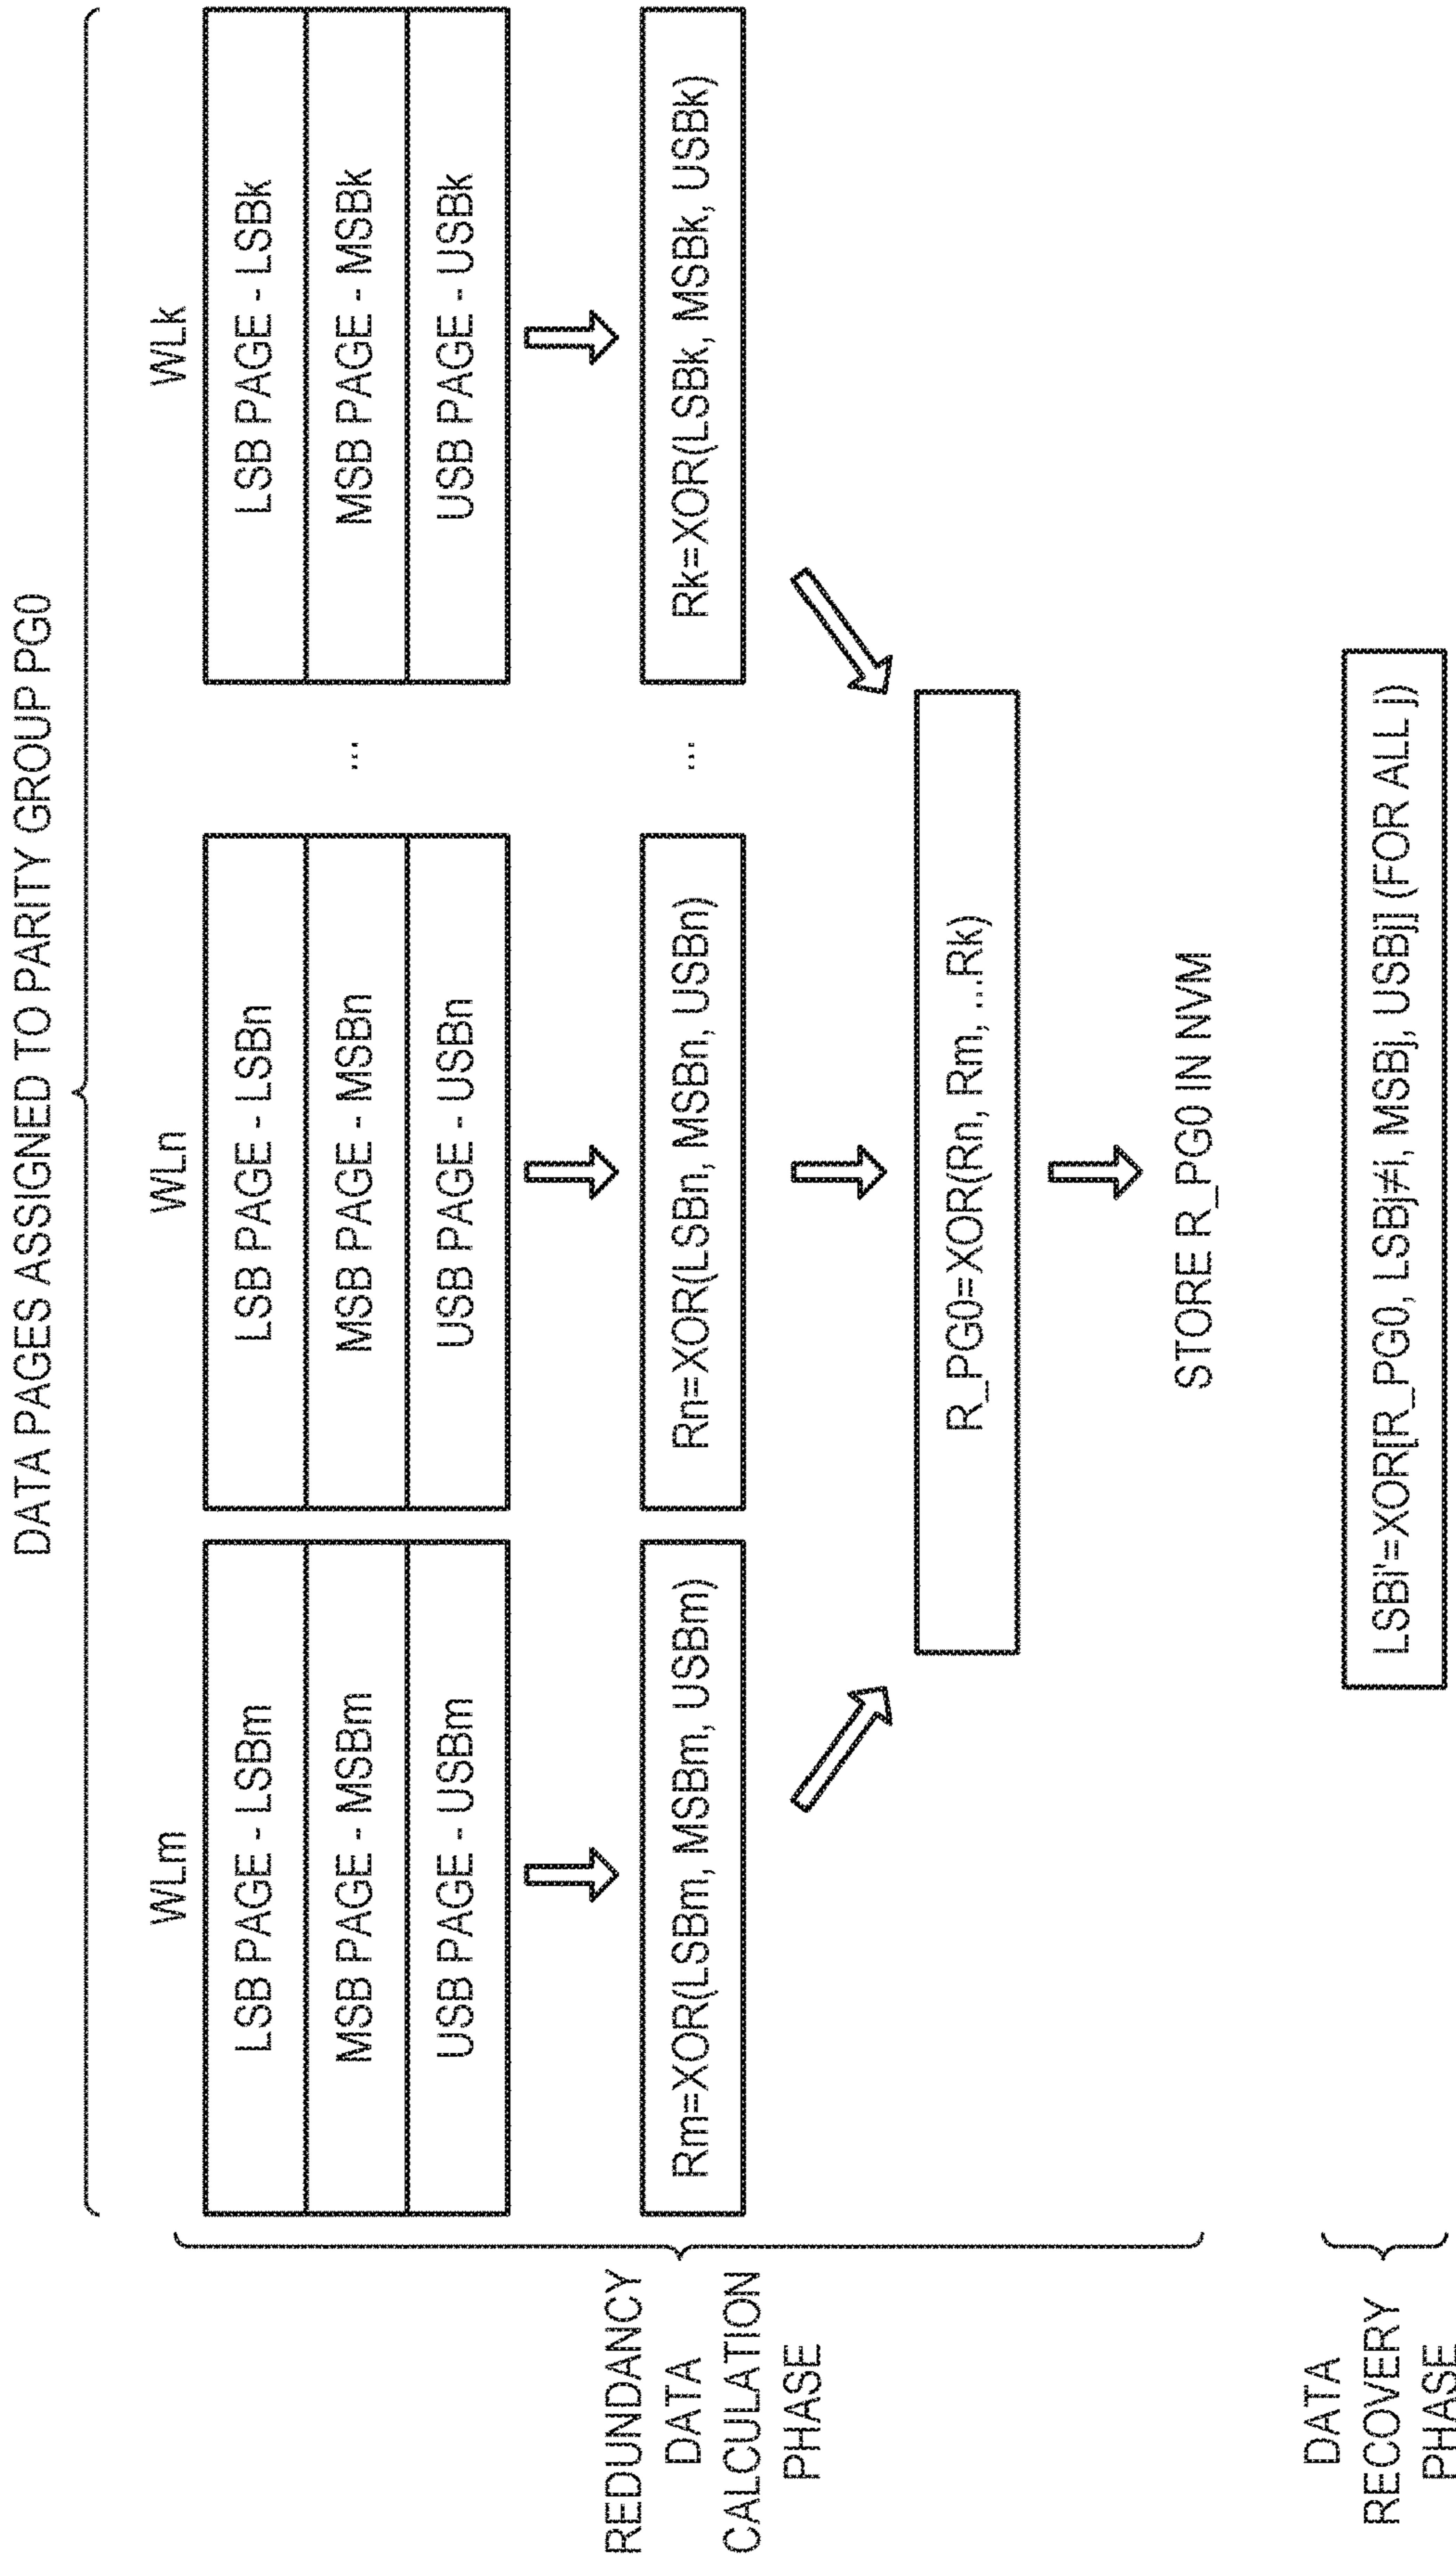 DATA PAGES ASSIGNED TO PARITY GROUP PG0
WLm
WLn
WLk
LSB PAGE - LSBm
LSB PAGE - LSBn
LSB PAGE - LSBk
MSB PAGE - MSBm
MSB PAGE - MSBn
...
MSB PAGE - MSBk
USB PAGE - USBm
USB PAGE - USBn
USB PAGE - USBk
REDUNDANCY
DATA
CALCULATION
PHASE
Rm=XOR(LSBm, MSBm, USBm)
Rn=XOR(LSBn, MSBn, USBn)
...
Rk=XOR(LSBk, MSBk, USBk)
R_PG0=XOR(Rn, Rm, ...Rk)
STORE R_PG0 IN NVM
DATA
RECOVERY
PHASE
LSBi'=XOR[R_PG0, LSBj≠i, MSBj, USBj] (FOR ALL j)